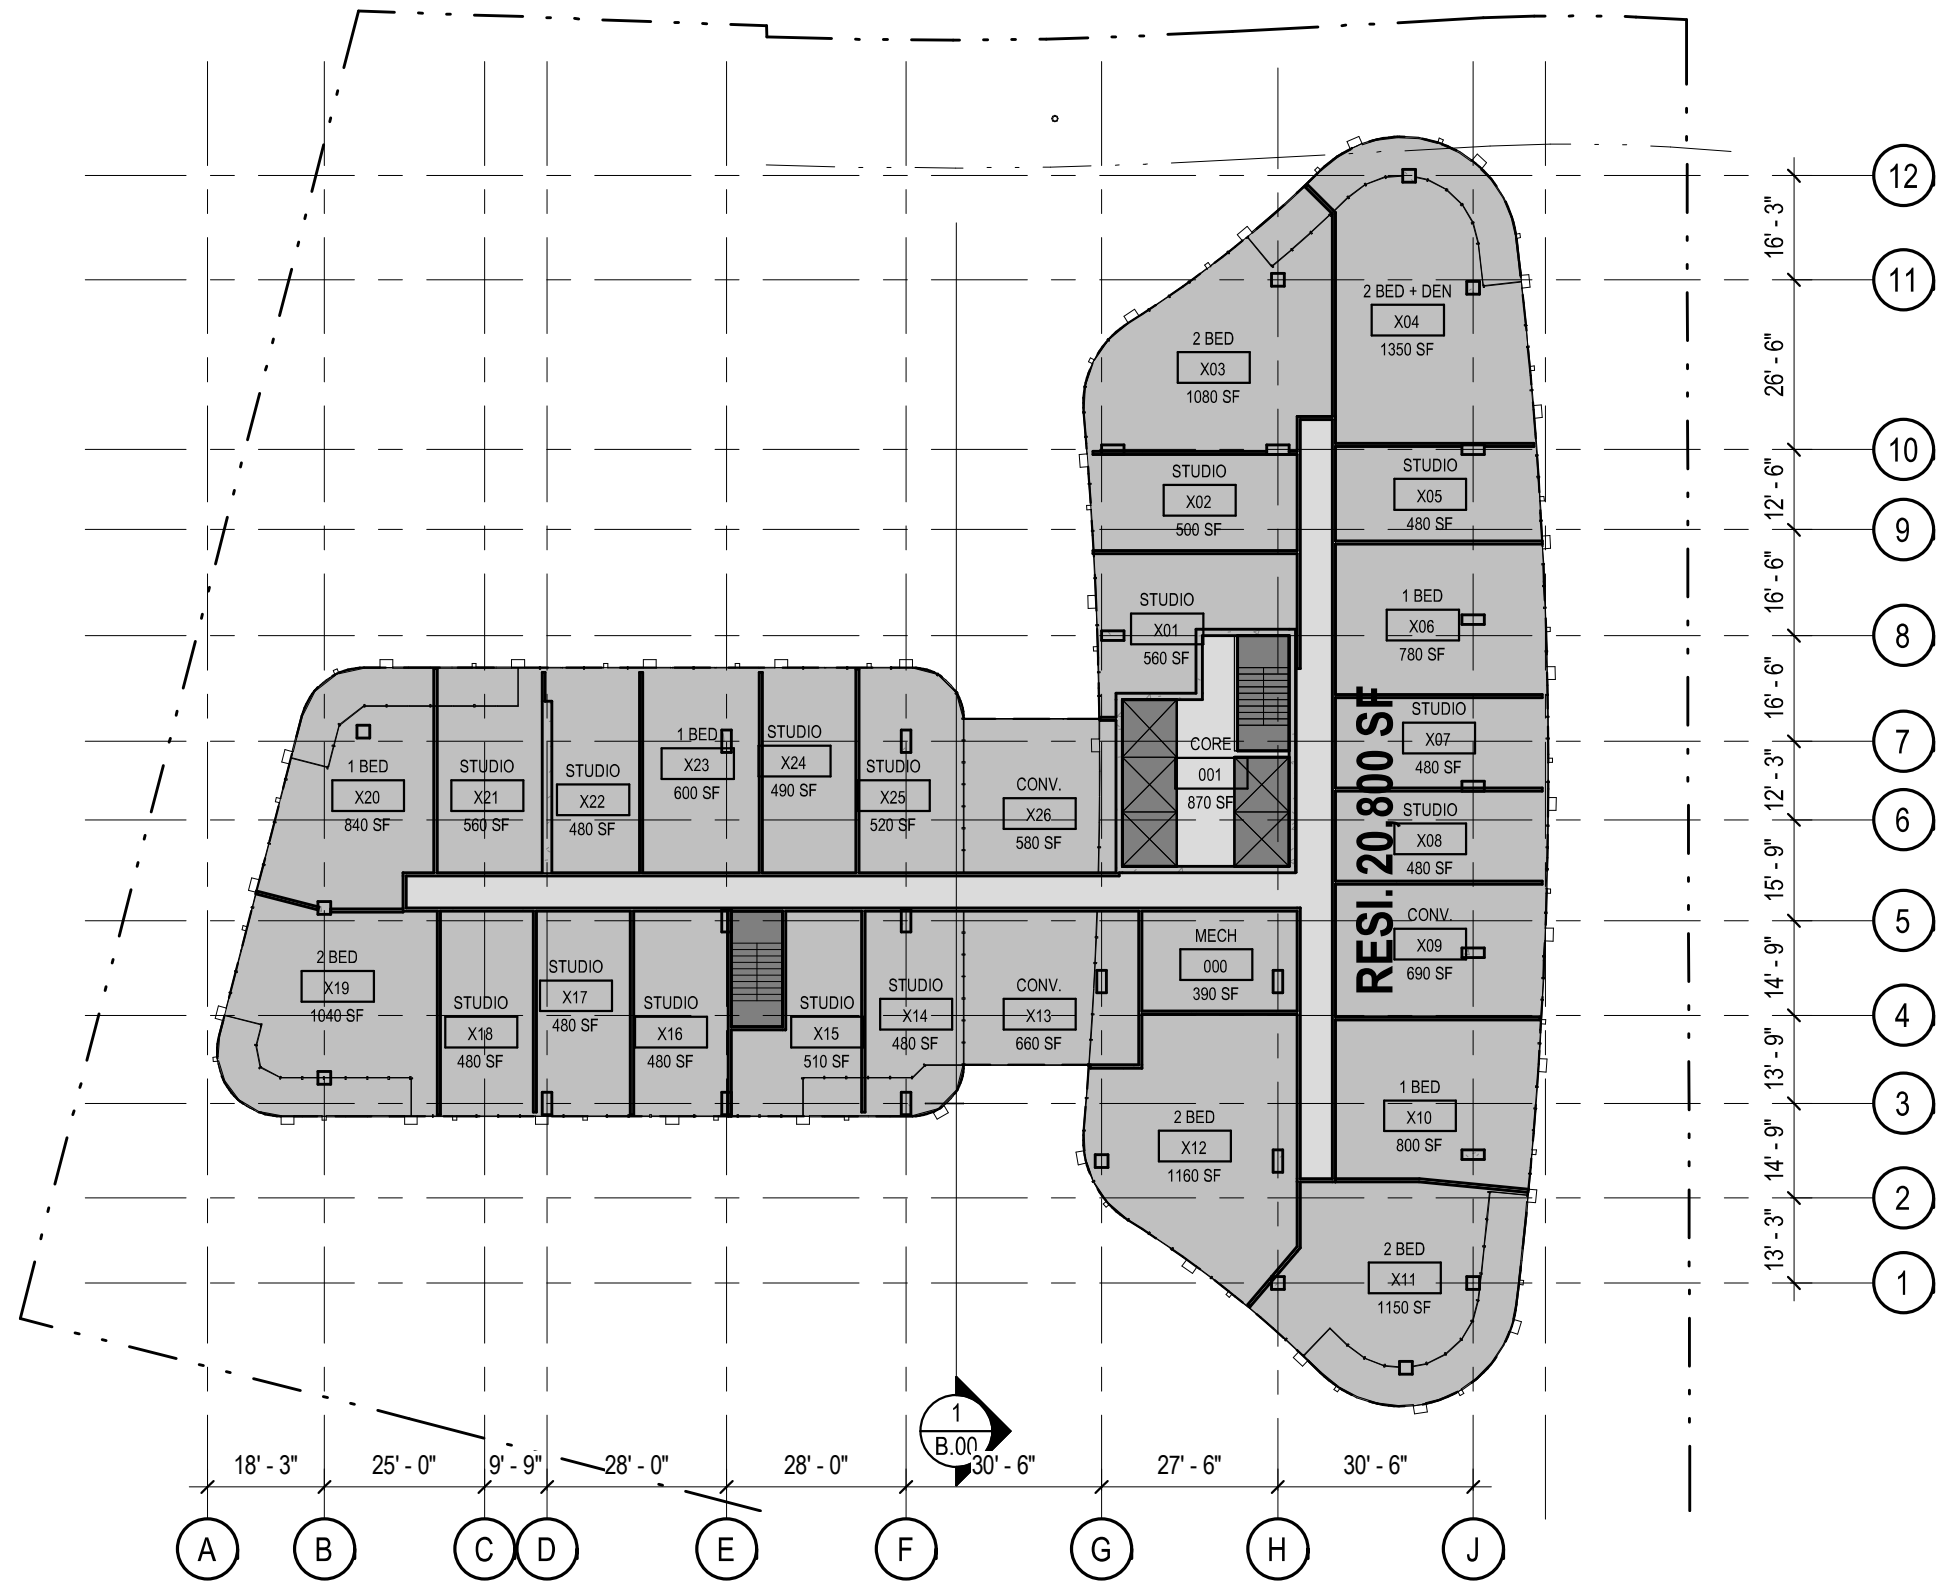 12
16' - 3"
11
2 BED + DEN
X04
1350 SF
2 BED
X03
1080 SF
26' - 6"
10
STUDIO
X02
500 SF
STUDIO
X05
480 SF
12' - 6"
9
STUDIO
X01
560 SF
1 BED
X06
780 SF
16' - 6"
8
RESI. 20,800 SF
STUDIO
X07
480 SF
16' - 6"
7
1 BED
X20
840 SF
STUDIO
X21
560 SF
STUDIO
X22
480 SF
1 BED
X23
600 SF
STUDIO
X24
490 SF
STUDIO
X25
520 SF
CONV.
X26
580 SF
CORE
001
870 SF
12' - 3"
6
STUDIO
X08
480 SF
15' - 9"
5
2 BED
X19
1040 SF
STUDIO
X18
480 SF
STUDIO
X17
480 SF
STUDIO
X16
480 SF
STUDIO
X15
510 SF
STUDIO
X14
480 SF
CONV.
X13
660 SF
MECH
000
390 SF
CONV.
X09
690 SF
14' - 9"
4
13' - 9"
3
2 BED
X12
1160 SF
1 BED
X10
800 SF
14' - 9"
2
2 BED
X11
1150 SF
13' - 3"
1
1
B.00
18' - 3"
25' - 0"
9' - 9"
28' - 0"
28' - 0"
30' - 6"
27' - 6"
30' - 6"
A
B
C
D
E
F
G
H
J